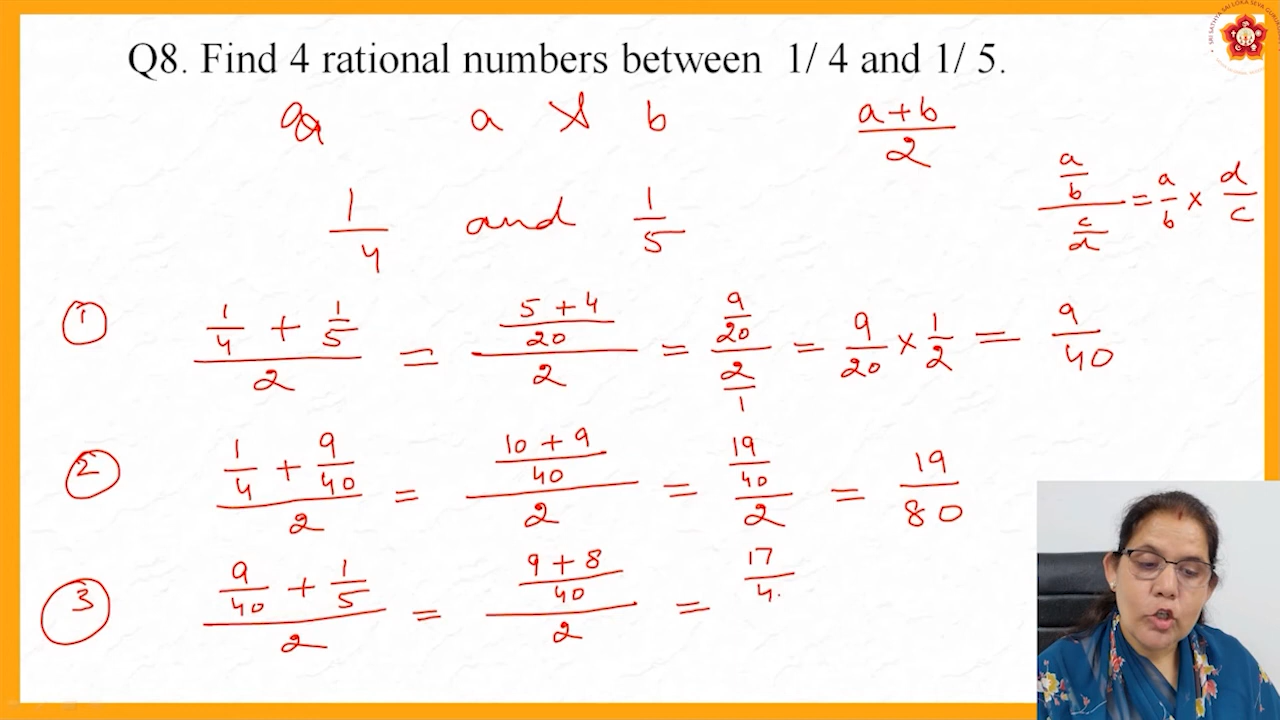 Q8. Find 4 rational numbers between 1/ 4 and 1/ 5.
a b (a+b)/2
(a/b)/(c/d) = a/b × d/c
1/4 and 1/5
① (1/4 + 1/5)/2 = ((5+4)/20)/2 = (9/20)/(2/1) = 9/20 × 1/2 = 9/40
② (1/4 + 9/40)/2 = ((10+9)/40)/2 = (19/40)/2 = 19/80
③ (9/40 + 1/5)/2 = ((9+8)/40)/2 = 17/4